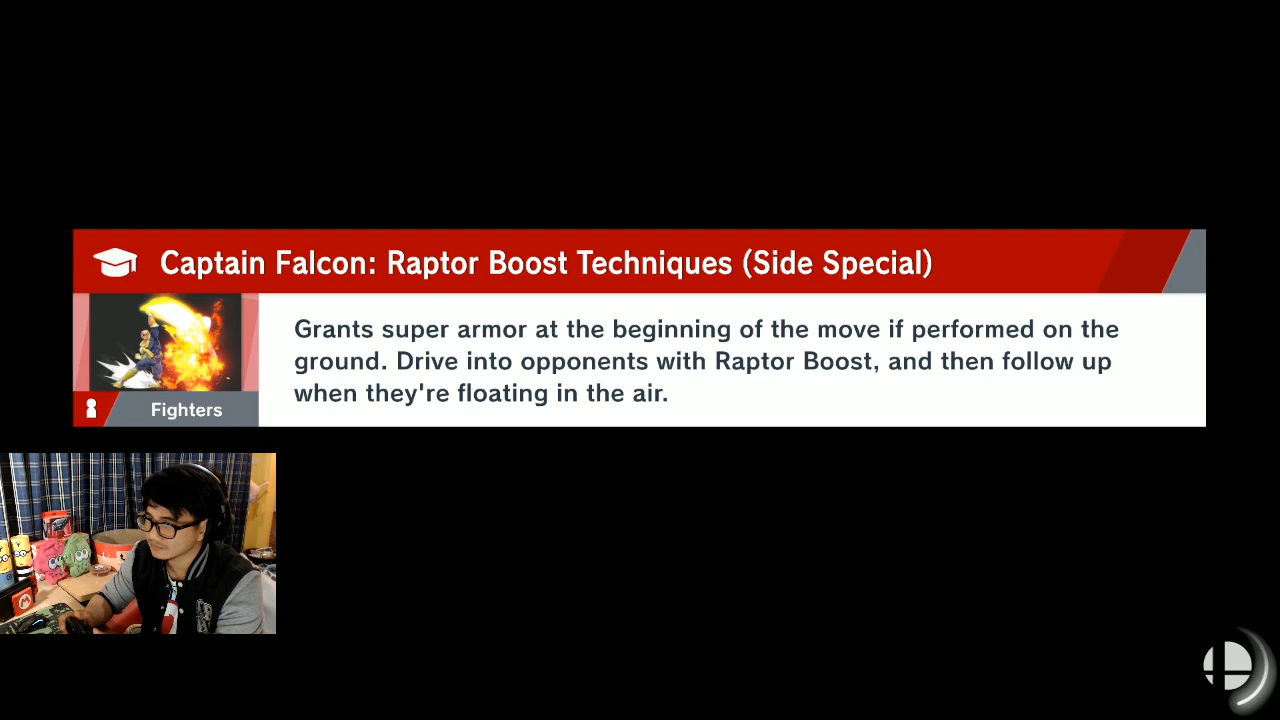 Captain Falcon: Raptor Boost Techniques (Side Special)
Grants super armor at the beginning of the move if performed on the
ground. Drive into opponents with Raptor Boost, and then follow up
when they're floating in the air.
Fighters